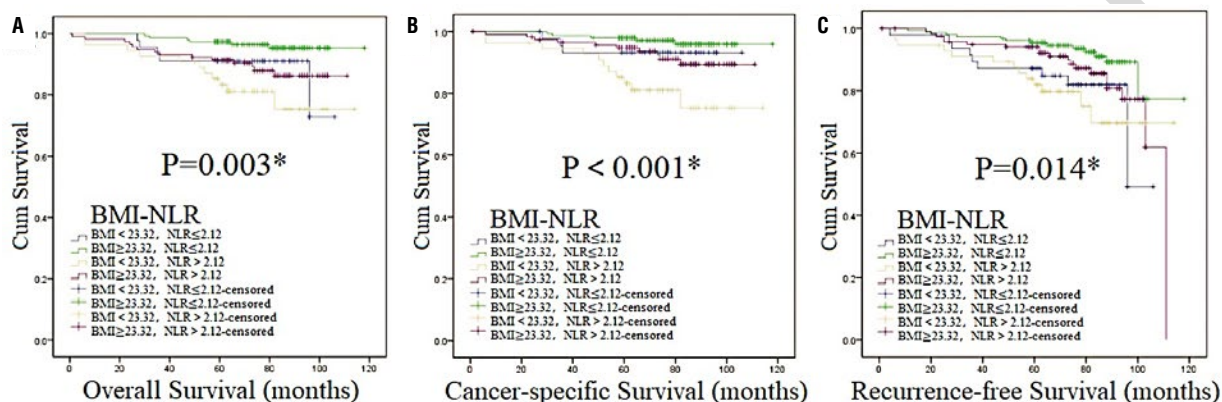 A
Cum Survival
1.0
0.8
0.6
0.4
0.2
0.0
P=0.003*
BMI-NLR
BMI<23.32, NLR≤2.12
BMI≥23.32, NLR≤2.12
BMI<23.32, NLR>2.12
BMI≥23.32, NLR>2.12
BMI<23.32, NLR≤2.12-censored
BMI≥23.32, NLR≤2.12-censored
BMI<23.32, NLR>2.12-censored
BMI≥23.32, NLR>2.12-censored
0 20 40 60 80 100 120
Overall Survival (months)
B
Cum Survival
1.0
0.8
0.6
0.4
0.2
0.0
P<0.001*
BMI-NLR
BMI<23.32, NLR≤2.12
BMI≥23.32, NLR≤2.12
BMI<23.32, NLR>2.12
BMI≥23.32, NLR>2.12
BMI<23.32, NLR≤2.12-censored
BMI≥23.32, NLR≤2.12-censored
BMI<23.32, NLR>2.12-censored
BMI≥23.32, NLR>2.12-censored
0 20 40 60 80 100 120
Cancer-specific Survival (months)
C
Cum Survival
1.0
0.8
0.6
0.4
0.2
0.0
P=0.014*
BMI-NLR
BMI<23.32, NLR≤2.12
BMI≥23.32, NLR≤2.12
BMI<23.32, NLR>2.12
BMI≥23.32, NLR>2.12
BMI<23.32, NLR≤2.12-censored
BMI≥23.32, NLR≤2.12-censored
BMI<23.32, NLR>2.12-censored
BMI≥23.32, NLR>2.12-censored
0 20 40 60 80 100 120
Recurrence-free Survival (months)